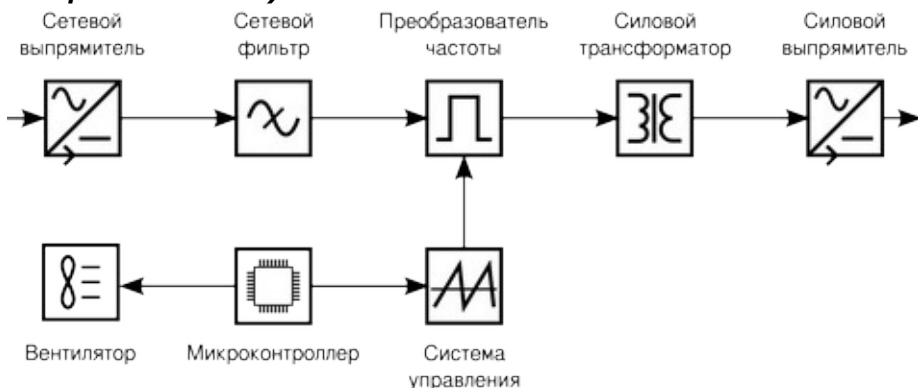 Сетевой
выпрямитель
Сетевой
фильтр
Преобразователь
частоты
Силовой
трансформатор
Силовой
выпрямитель
Вентилятор
Микроконтроллер
Система
управления